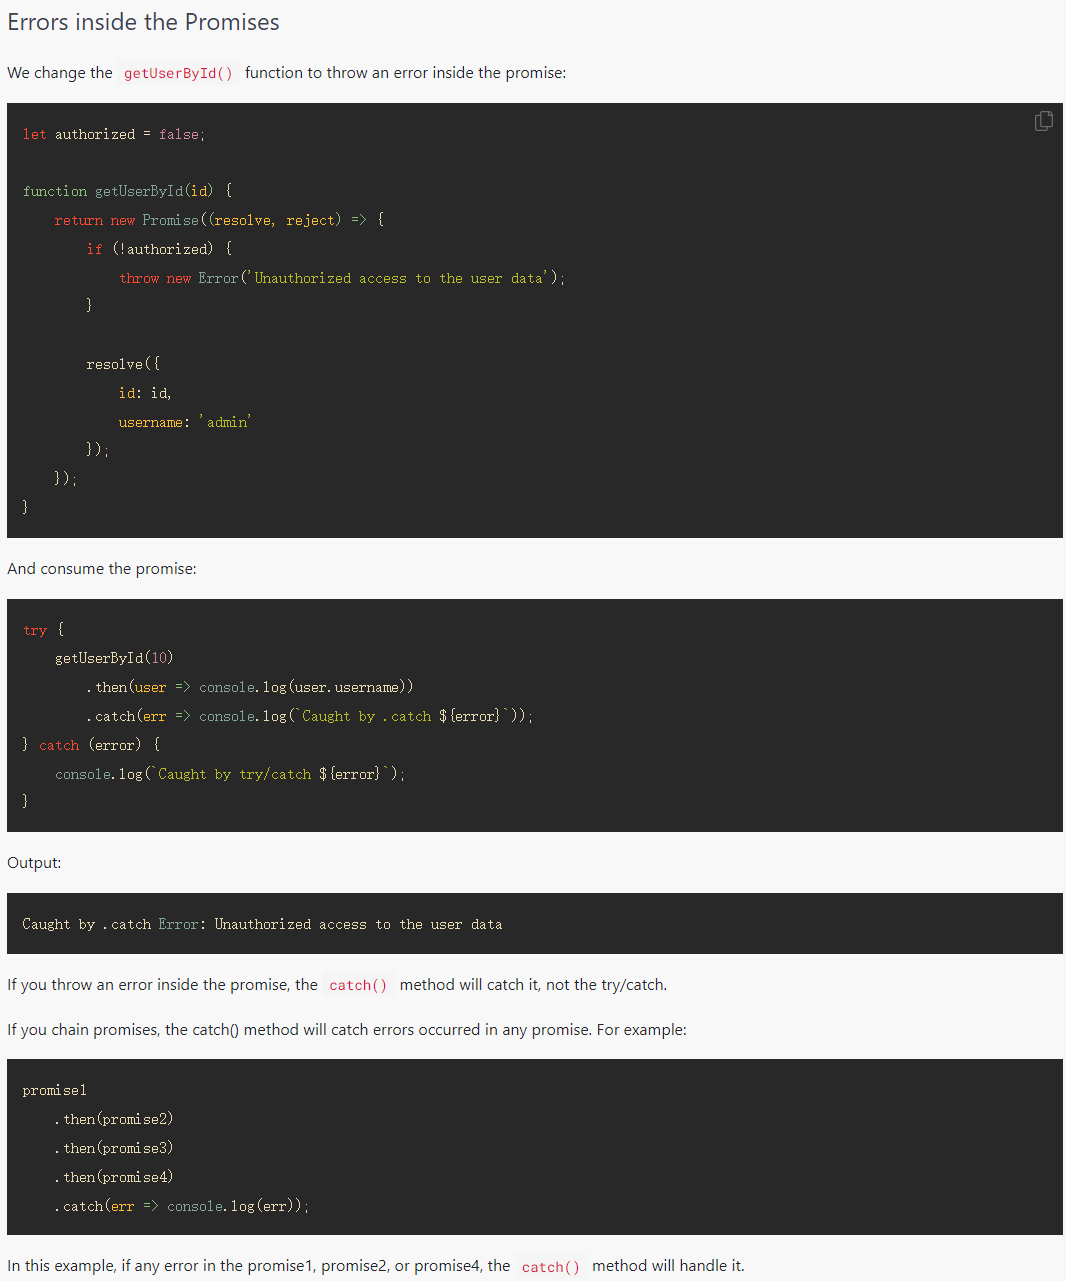 Errors inside the Promises
We change the getUserById() function to throw an error inside the promise:
let authorized = false;
function getUserById(id) {
    return new Promise((resolve, reject) => {
        if (!authorized) {
            throw new Error('Unauthorized access to the user data');
        }
        resolve({
            id: id,
            username: 'admin'
        });
    });
}
And consume the promise:
try {
    getUserById(10)
        .then(user => console.log(user.username))
        .catch(err => console.log(`Caught by .catch ${error}`));
} catch (error) {
    console.log(`Caught by try/catch ${error}`);
}
Output:
Caught by .catch Error: Unauthorized access to the user data
If you throw an error inside the promise, the catch() method will catch it, not the try/catch.
If you chain promises, the catch() method will catch errors occurred in any promise. For example:
promise1
    .then(promise2)
    .then(promise3)
    .then(promise4)
    .catch(err => console.log(err));
In this example, if any error in the promise1, promise2, or promise4, the catch() method will handle it.